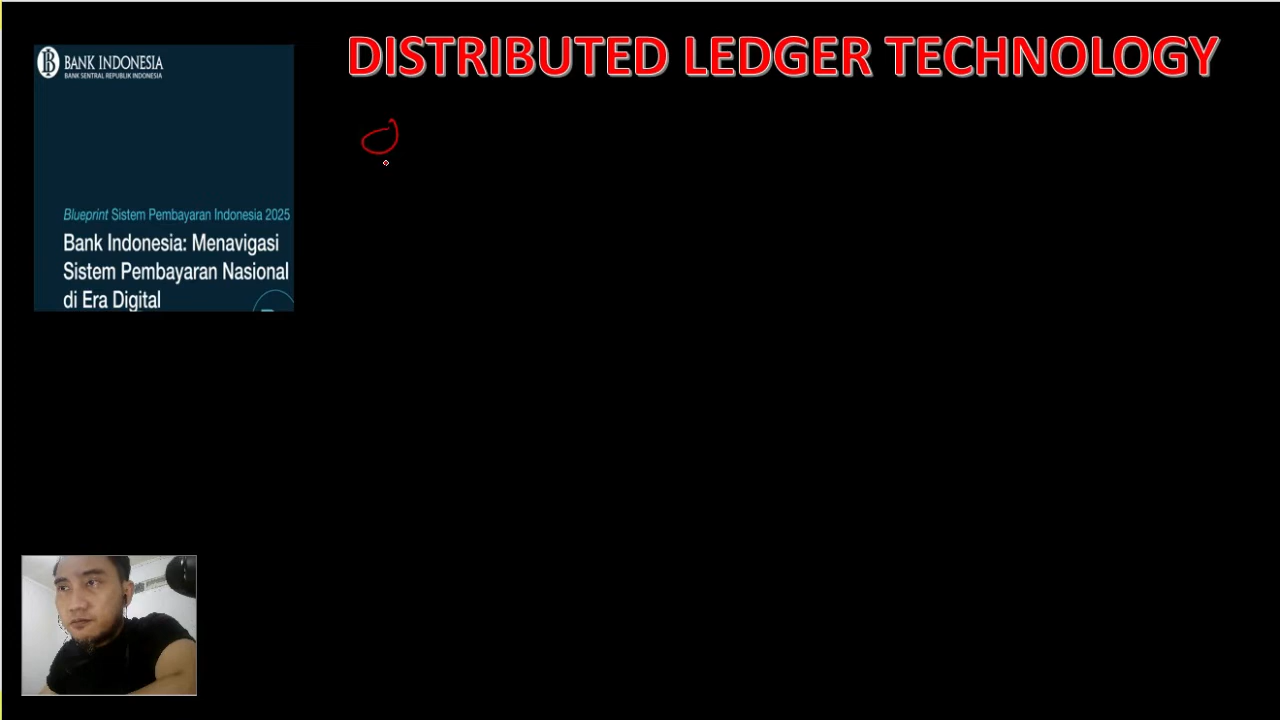 DISTRIBUTED LEDGER TECHNOLOGY
BANK INDONESIA
BANK SENTRAL REPUBLIK INDONESIA
Blueprint Sistem Pembayaran Indonesia 2025
Bank Indonesia: Menavigasi
Sistem Pembayaran Nasional
di Era Digital